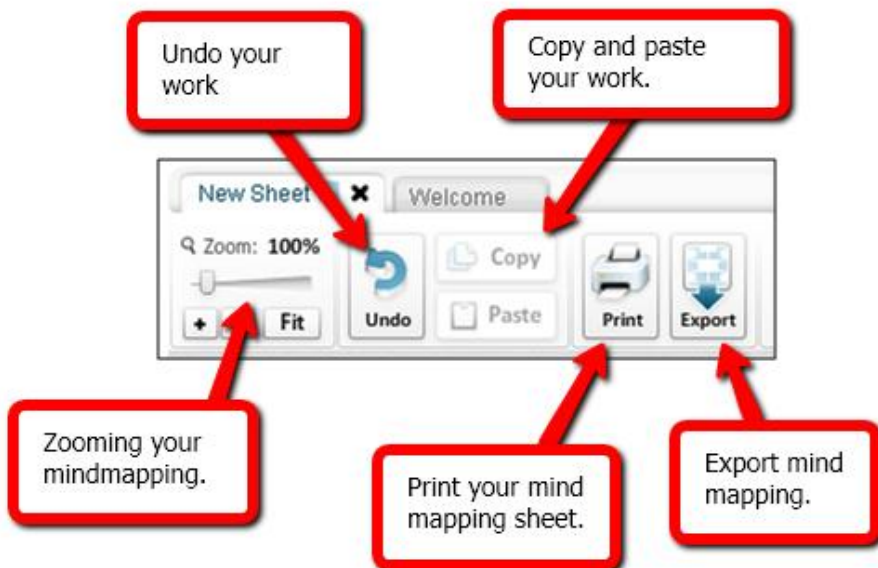 Undo your
work
Copy and paste
your work.
New Sheet
Welcome
Zoom: 100%
Copy
+
Fit
Undo
Paste
Print
Export
Zooming your
mindmapping.
Print your mind
mapping sheet.
Export mind
mapping.